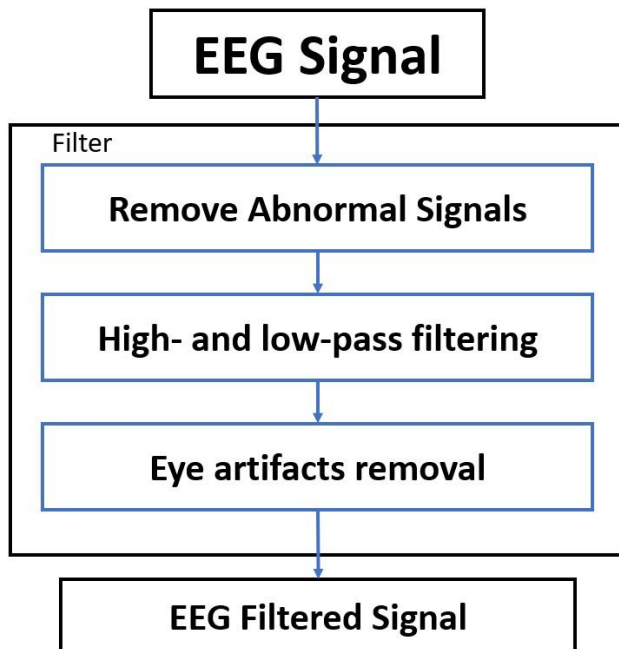 EEG Signal
Filter
Remove Abnormal Signals
High- and low-pass filtering
Eye artifacts removal
EEG Filtered Signal